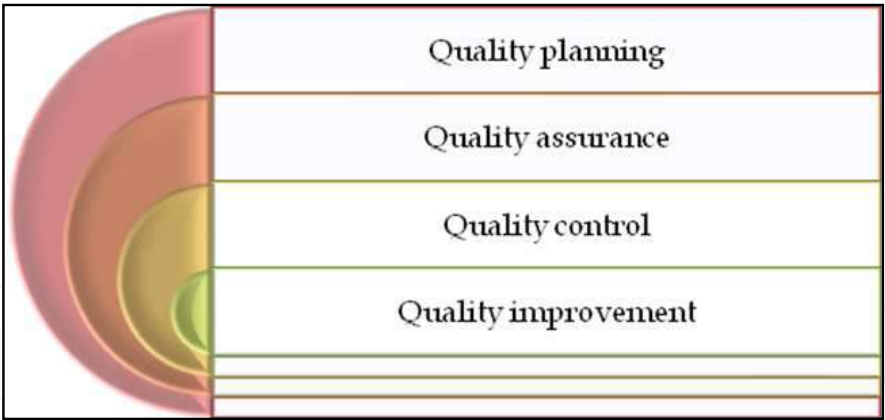 Quality planning
Quality assurance
Quality control
Quality improvement